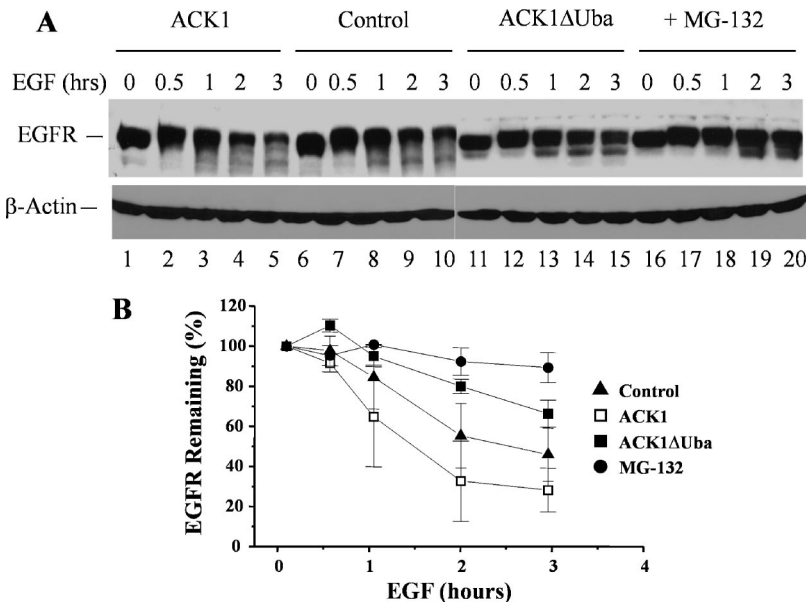 A
ACK1 Control ACK1ΔUba + MG-132
EGF (hrs) 0 0.5 1 2 3 0 0.5 1 2 3 0 0.5 1 2 3 0 0.5 1 2 3
EGFR –
β-Actin –
1 2 3 4 5 6 7 8 9 10 11 12 13 14 15 16 17 18 19 20
B
EGFR Remaining (%)
120
100
80
60
40
20
0
0 1 2 3 4
EGF (hours)
Control
ACK1
ACK1ΔUba
MG-132